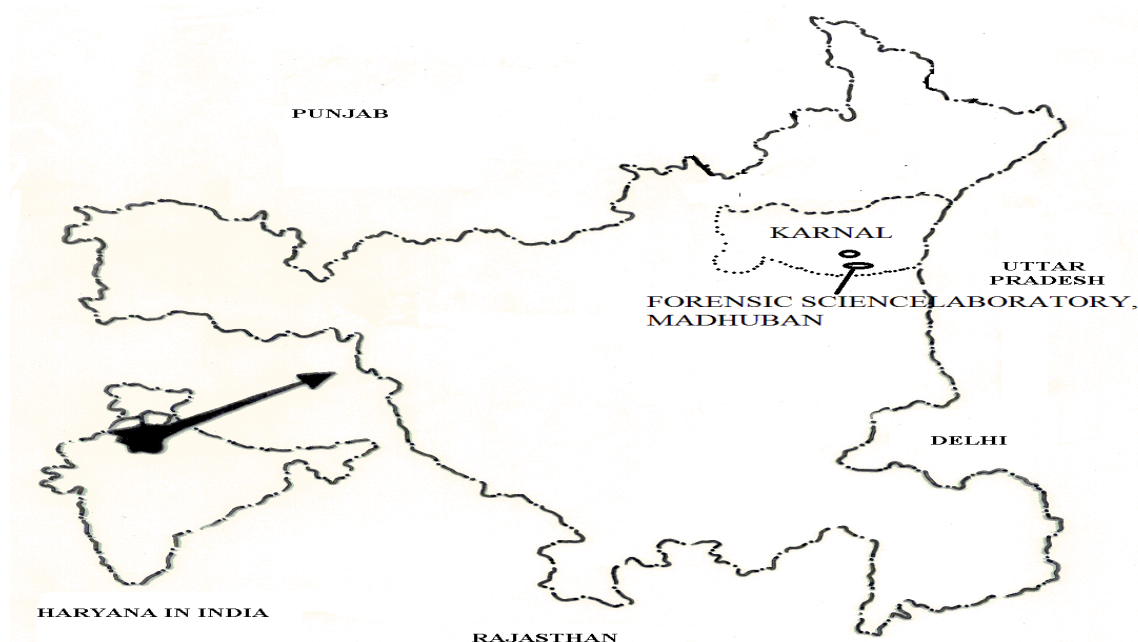 PUNJAB
KARNAL
UTTAR
PRADESH
FORENSIC SCIENCELABORATORY,
MADHUBAN
DELHI
HARYANA IN INDIA
RAJASTHAN